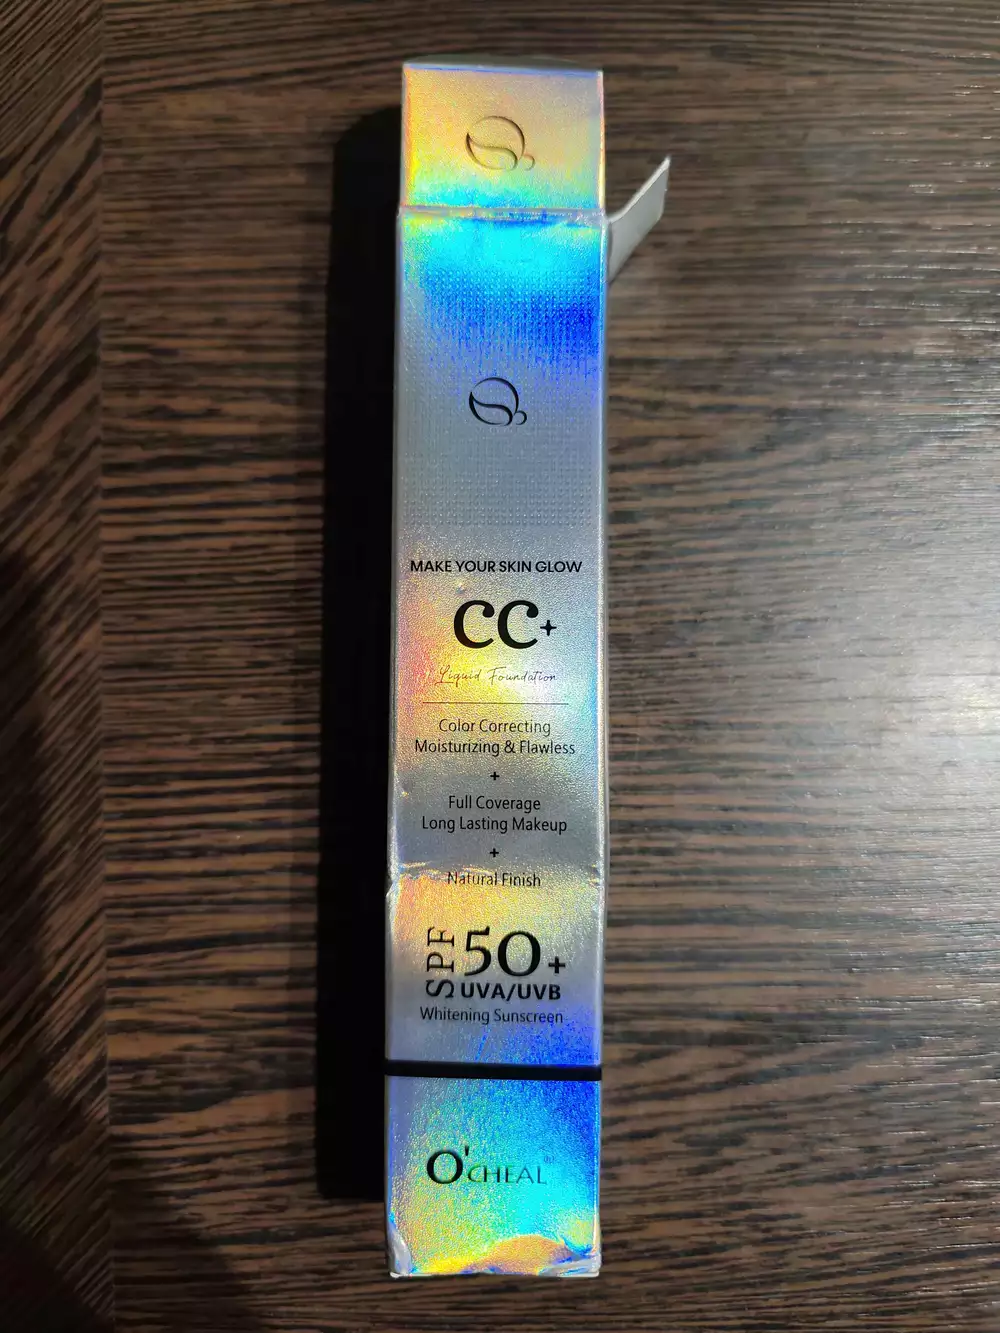 MAKE YOUR SKIN GLOW
CC+
Liquid Foundation
Color Correcting
Moisturizing & Flawless
+
Full Coverage
Long Lasting Makeup
+
Natural Finish
SPF 50+
UVA/UVB
Whitening Sunscreen
O'CHEAL®